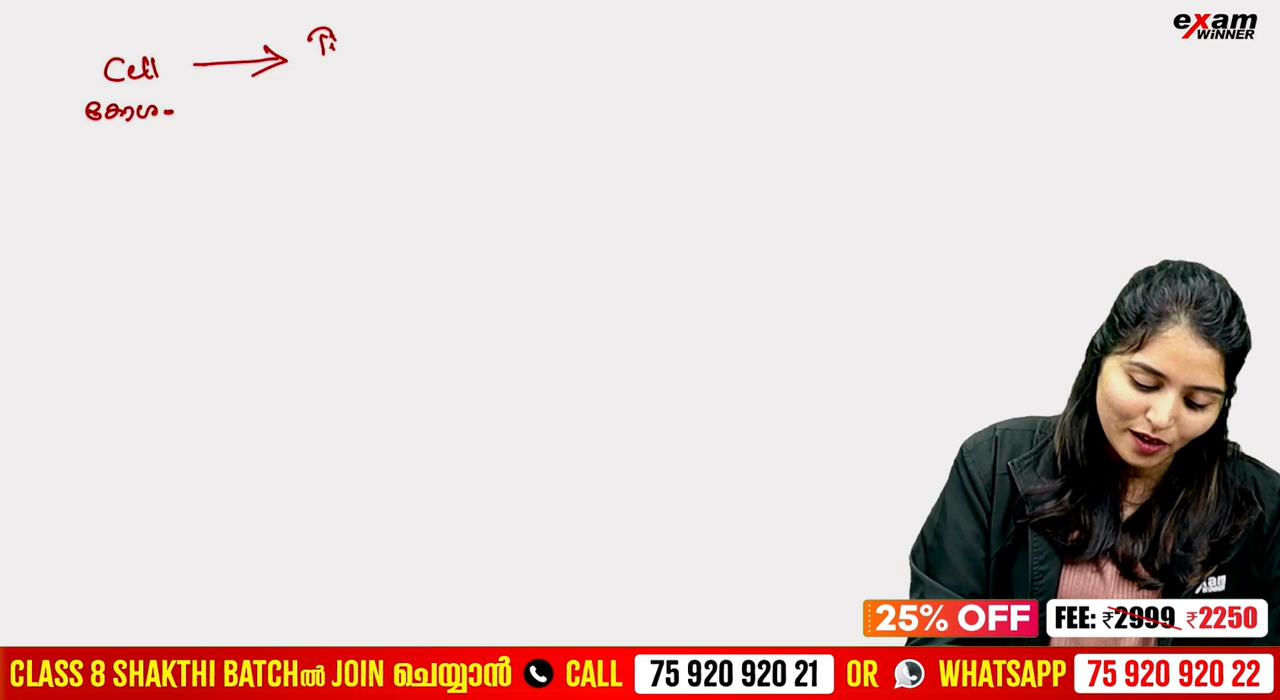 exam
WINNER
Cell → Ti
കോശം
25% OFF
FEE: ₹2999 ₹2250
CLASS 8 SHAKTHI BATCHൽ JOIN ചെയ്യാൻ CALL 75 920 920 21 OR WHATSAPP 75 920 920 22